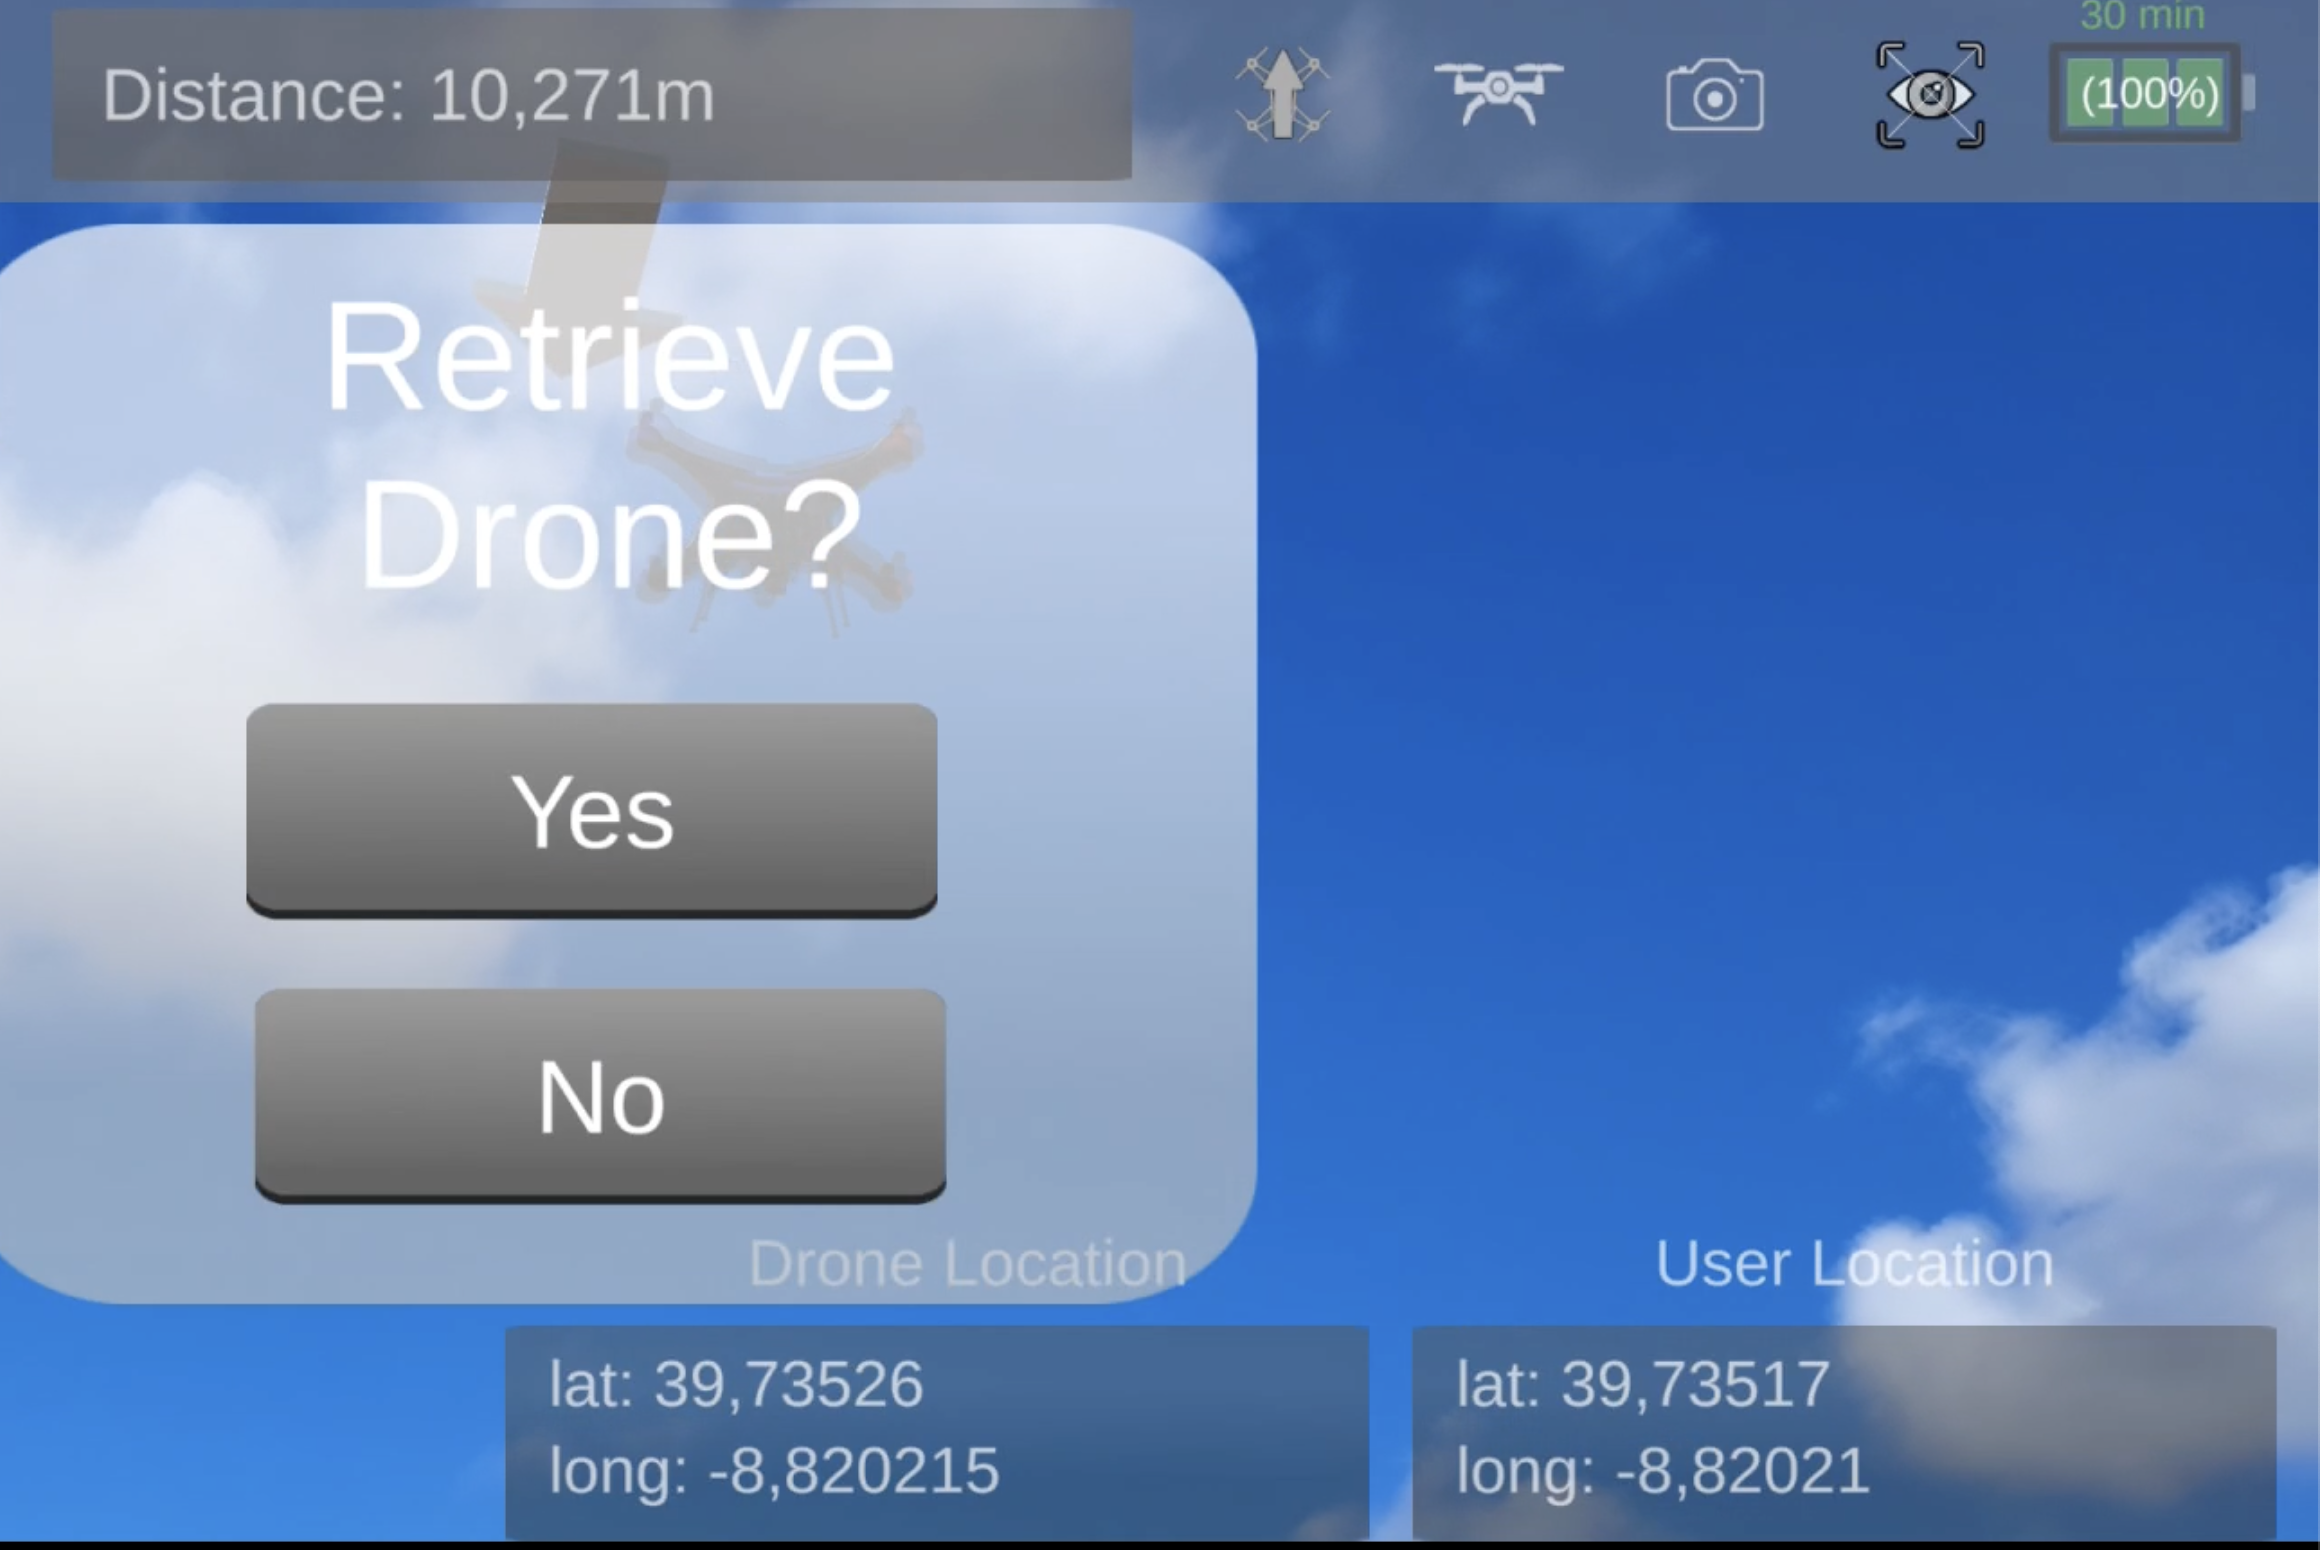 30 min
Distance: 10,271m
(100%)
Retrieve
Drone?
Yes
No
Drone Location
User Location
lat: 39,73526
long: -8,820215
lat: 39,73517
long: -8,82021